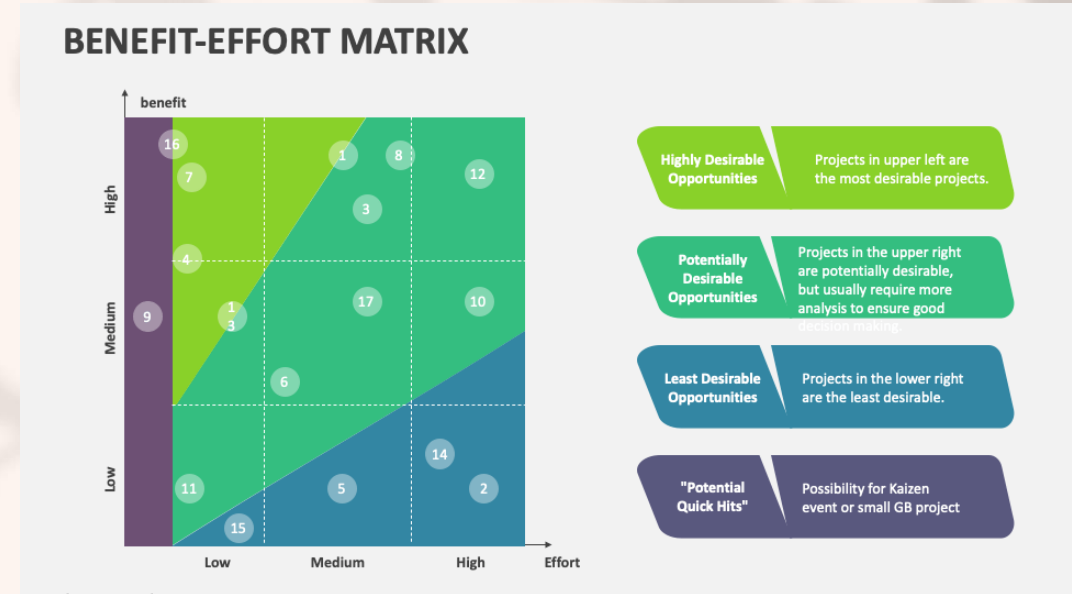 BENEFIT-EFFORT MATRIX
benefit
High
Medium
Low
16
7
1
8
12
3
4
9
1
3
17
10
6
11
14
5
2
15
Low
Medium
High
Effort
Highly Desirable
Opportunities
Projects in upper left are
the most desirable projects.
Potentially
Desirable
Opportunities
Projects in the upper right
are potentially desirable,
but usually require more
analysis to ensure good
decision making.
Least Desirable
Opportunities
Projects in the lower right
are the least desirable.
"Potential
Quick Hits"
Possibility for Kaizen
event or small GB project